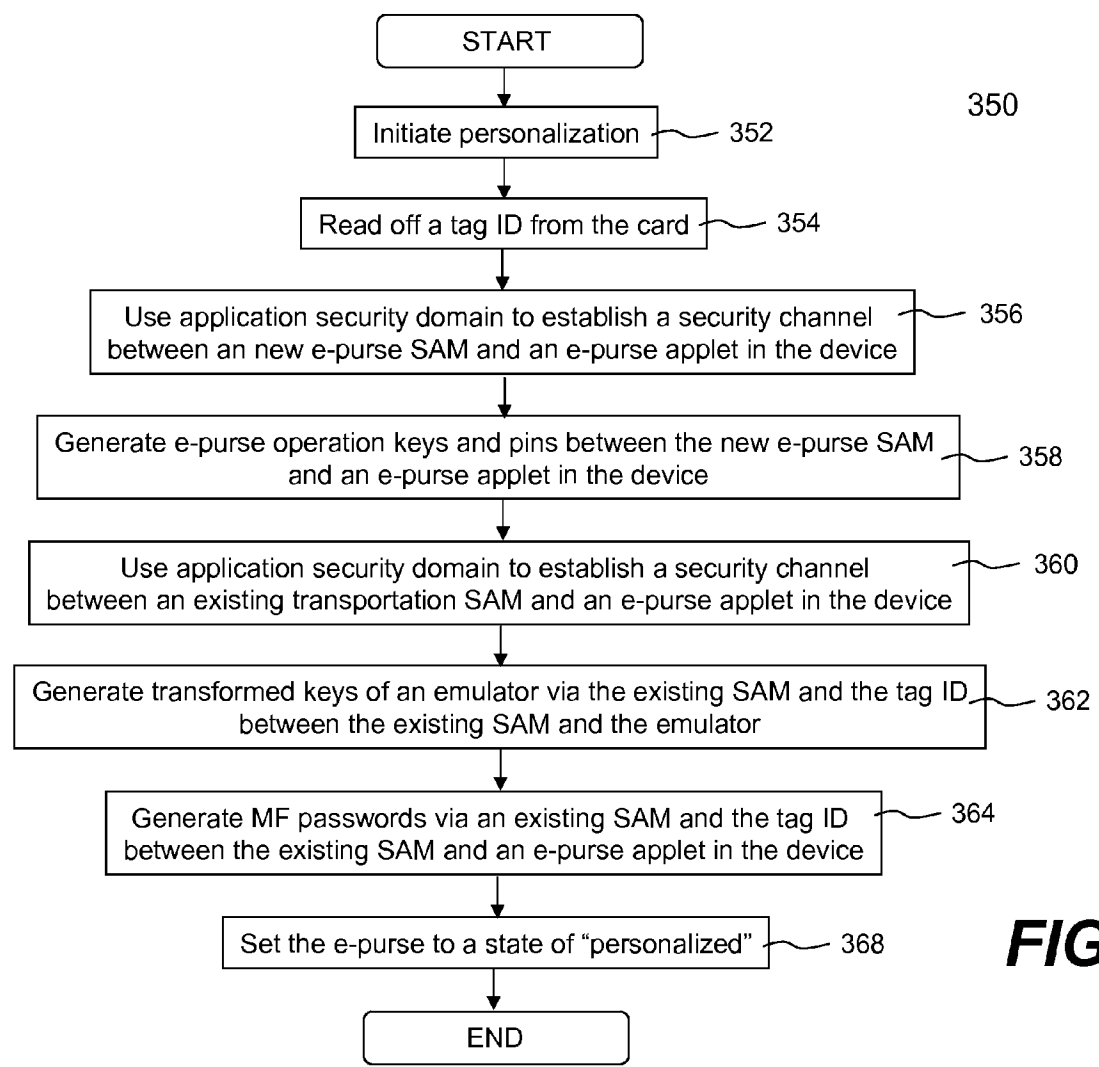 START
350
Initiate personalization
352
Read off a tag ID from the card
354
Use application security domain to establish a security channel
between an new e-purse SAM and an e-purse applet in the device
356
Generate e-purse operation keys and pins between the new e-purse SAM
and an e-purse applet in the device
358
Use application security domain to establish a security channel
between an existing transportation SAM and an e-purse applet in the device
360
Generate transformed keys of an emulator via the existing SAM and the tag ID
between the existing SAM and the emulator
362
Generate MF passwords via an existing SAM and the tag ID
between the existing SAM and an e-purse applet in the device
364
Set the e-purse to a state of “personalized”
368
FIG
END